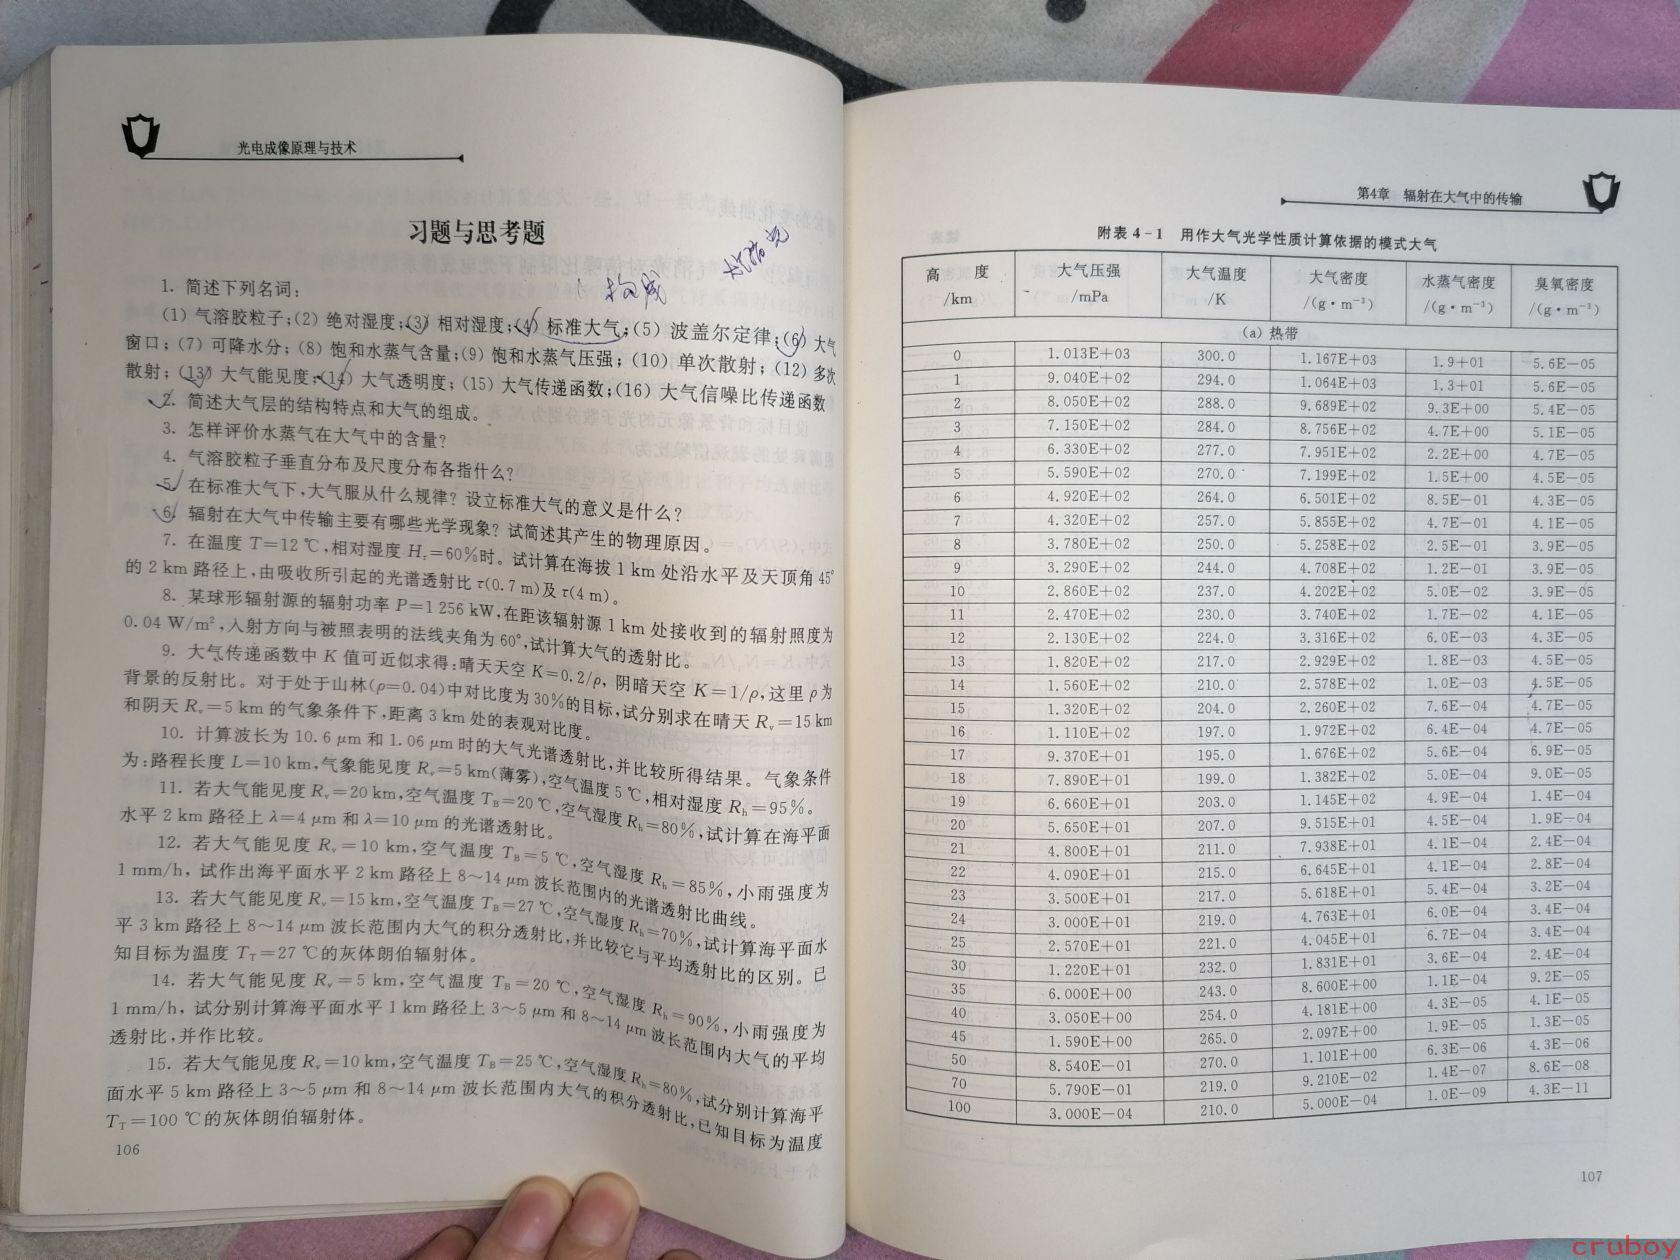 光电成像原理与技术
习题与思考题
构成
1. 简述下列名词:
(1) 气溶胶粒子;(2) 绝对湿度;(3) 相对湿度;(4) 标准大气;(5) 波盖尔定律;(6) 大气
窗口; (7) 可降水分; (8) 饱和水蒸气含量;(9) 饱和水蒸气压强; (10) 单次散射; (12) 多次
散射; (13) 大气能见度;(14) 大气透明度; (15) 大气传递函数;(16) 大气信噪比传递函数
2. 简述大气层的结构特点和大气的组成。
3. 怎样评价水蒸气在大气中的含量?
4. 气溶胶粒子垂直分布及尺度分布各指什么?
5. 在标准大气下,大气服从什么规律? 设立标准大气的意义是什么?
6. 辐射在大气中传输主要有哪些光学现象? 试简述其产生的物理原因。
7. 在温度 T=12 ℃,相对湿度 Hr=60%时。试计算在海拔 1 km 处沿水平及天顶角 45°
的 2 km 路径上,由吸收所引起的光谱透射比 τ(0.7 m)及 τ(4 m)。
8. 某球形辐射源的辐射功率 P=1 256 kW,在距该辐射源 1 km 处接收到的辐射照度为
0.04 W/m²,入射方向与被照表明的法线夹角为 60°,试计算大气的透射比。
9. 大气传递函数中 K 值可近似求得:晴天天空 K=0.2/ρ, 阴暗天空 K=1/ρ,这里 ρ 为
背景的反射比。对于处于山林(ρ=0.04)中对比度为 30%的目标,试分别求在晴天 Rv=15 km
和阴天 Rv=5 km 的气象条件下,距离 3 km 处的表观对比度。
10. 计算波长为 10.6 μm 和 1.06 μm 时的大气光谱透射比,并比较所得结果。气象条件
为:路程长度 L=10 km,气象能见度 Rv=5 km(薄雾),空气温度 5 ℃,相对湿度 Rh=95%。
11. 若大气能见度 Rv=20 km,空气温度 TB=20 ℃,空气湿度 Rh=80%,试计算在海平面
水平 2 km 路径上 λ=4 μm 和 λ=10 μm 的光谱透射比。
12. 若大气能见度 Rv=10 km,空气温度 TB=5 ℃,空气湿度 Rh=85%,小雨强度为
1 mm/h, 试作出海平面水平 2 km 路径上 8~14 μm 波长范围内的光谱透射比曲线。
13. 若大气能见度 Rv=15 km,空气温度 TB=27 ℃,空气湿度 Rh=70%,试计算海平面水
平 3 km 路径上 8~14 μm 波长范围内大气的积分透射比,并比较它与平均透射比的区别。已
知目标为温度 TT=27 ℃的灰体朗伯辐射体。
14. 若大气能见度 Rv=5 km,空气温度 TB=20 ℃,空气湿度 Rh=90%,小雨强度为
1 mm/h, 试分别计算海平面水平 1 km 路径上 3~5 μm 和 8~14 μm 波长范围内大气的平均
透射比,并作比较。
15. 若大气能见度 Rv=10 km,空气温度 TB=25 ℃,空气湿度 Rh=80%,试分别计算海平
面水平 5 km 路径上 3~5 μm 和 8~14 μm 波长范围内大气的积分透射比,已知目标为温度
TT=100 ℃的灰体朗伯辐射体。
106
第4章 辐射在大气中的传输
附表 4-1 用作大气光学性质计算依据的模式大气
高 度 /km 大气压强 /mPa 大气温度 /K 大气密度 /(g·m⁻³) 水蒸气密度 /(g·m⁻³) 臭氧密度 /(g·m⁻³)
(a) 热带
0 1.013E+03 300.0 1.167E+03 1.9+01 5.6E-05
1 9.040E+02 294.0 1.064E+03 1.3+01 5.6E-05
2 8.050E+02 288.0 9.689E+02 9.3E+00 5.4E-05
3 7.150E+02 284.0 8.756E+02 4.7E+00 5.1E-05
4 6.330E+02 277.0 7.951E+02 2.2E+00 4.7E-05
5 5.590E+02 270.0 7.199E+02 1.5E+00 4.5E-05
6 4.920E+02 264.0 6.501E+02 8.5E-01 4.3E-05
7 4.320E+02 257.0 5.855E+02 4.7E-01 4.1E-05
8 3.780E+02 250.0 5.258E+02 2.5E-01 3.9E-05
9 3.290E+02 244.0 4.708E+02 1.2E-01 3.9E-05
10 2.860E+02 237.0 4.202E+02 5.0E-02 3.9E-05
11 2.470E+02 230.0 3.740E+02 1.7E-02 4.1E-05
12 2.130E+02 224.0 3.316E+02 6.0E-03 4.3E-05
13 1.820E+02 217.0 2.929E+02 1.8E-03 4.5E-05
14 1.560E+02 210.0 2.578E+02 1.0E-03 4.5E-05
15 1.320E+02 204.0 2.260E+02 7.6E-04 4.7E-05
16 1.110E+02 197.0 1.972E+02 6.4E-04 4.7E-05
17 9.370E+01 195.0 1.676E+02 5.6E-04 6.9E-05
18 7.890E+01 199.0 1.382E+02 5.0E-04 9.0E-05
19 6.660E+01 203.0 1.145E+02 4.9E-04 1.4E-04
20 5.650E+01 207.0 9.515E+01 4.5E-04 1.9E-04
21 4.800E+01 211.0 7.938E+01 4.1E-04 2.4E-04
22 4.090E+01 215.0 6.645E+01 4.1E-04 2.8E-04
23 3.500E+01 217.0 5.618E+01 5.4E-04 3.2E-04
24 3.000E+01 219.0 4.763E+01 6.0E-04 3.4E-04
25 2.570E+01 221.0 4.045E+01 6.7E-04 3.4E-04
30 1.220E+01 232.0 1.831E+01 3.6E-04 2.4E-04
35 6.000E+00 243.0 8.600E+00 1.1E-04 9.2E-05
40 3.050E+00 254.0 4.181E+00 4.3E-05 4.1E-05
45 1.590E+00 265.0 2.097E+00 1.9E-05 1.3E-05
50 8.540E-01 270.0 1.101E+00 6.3E-06 4.3E-06
70 5.790E-01 219.0 9.210E-02 1.4E-07 8.6E-08
100 3.000E-04 210.0 5.000E-04 1.0E-09 4.3E-11
107
cruboy